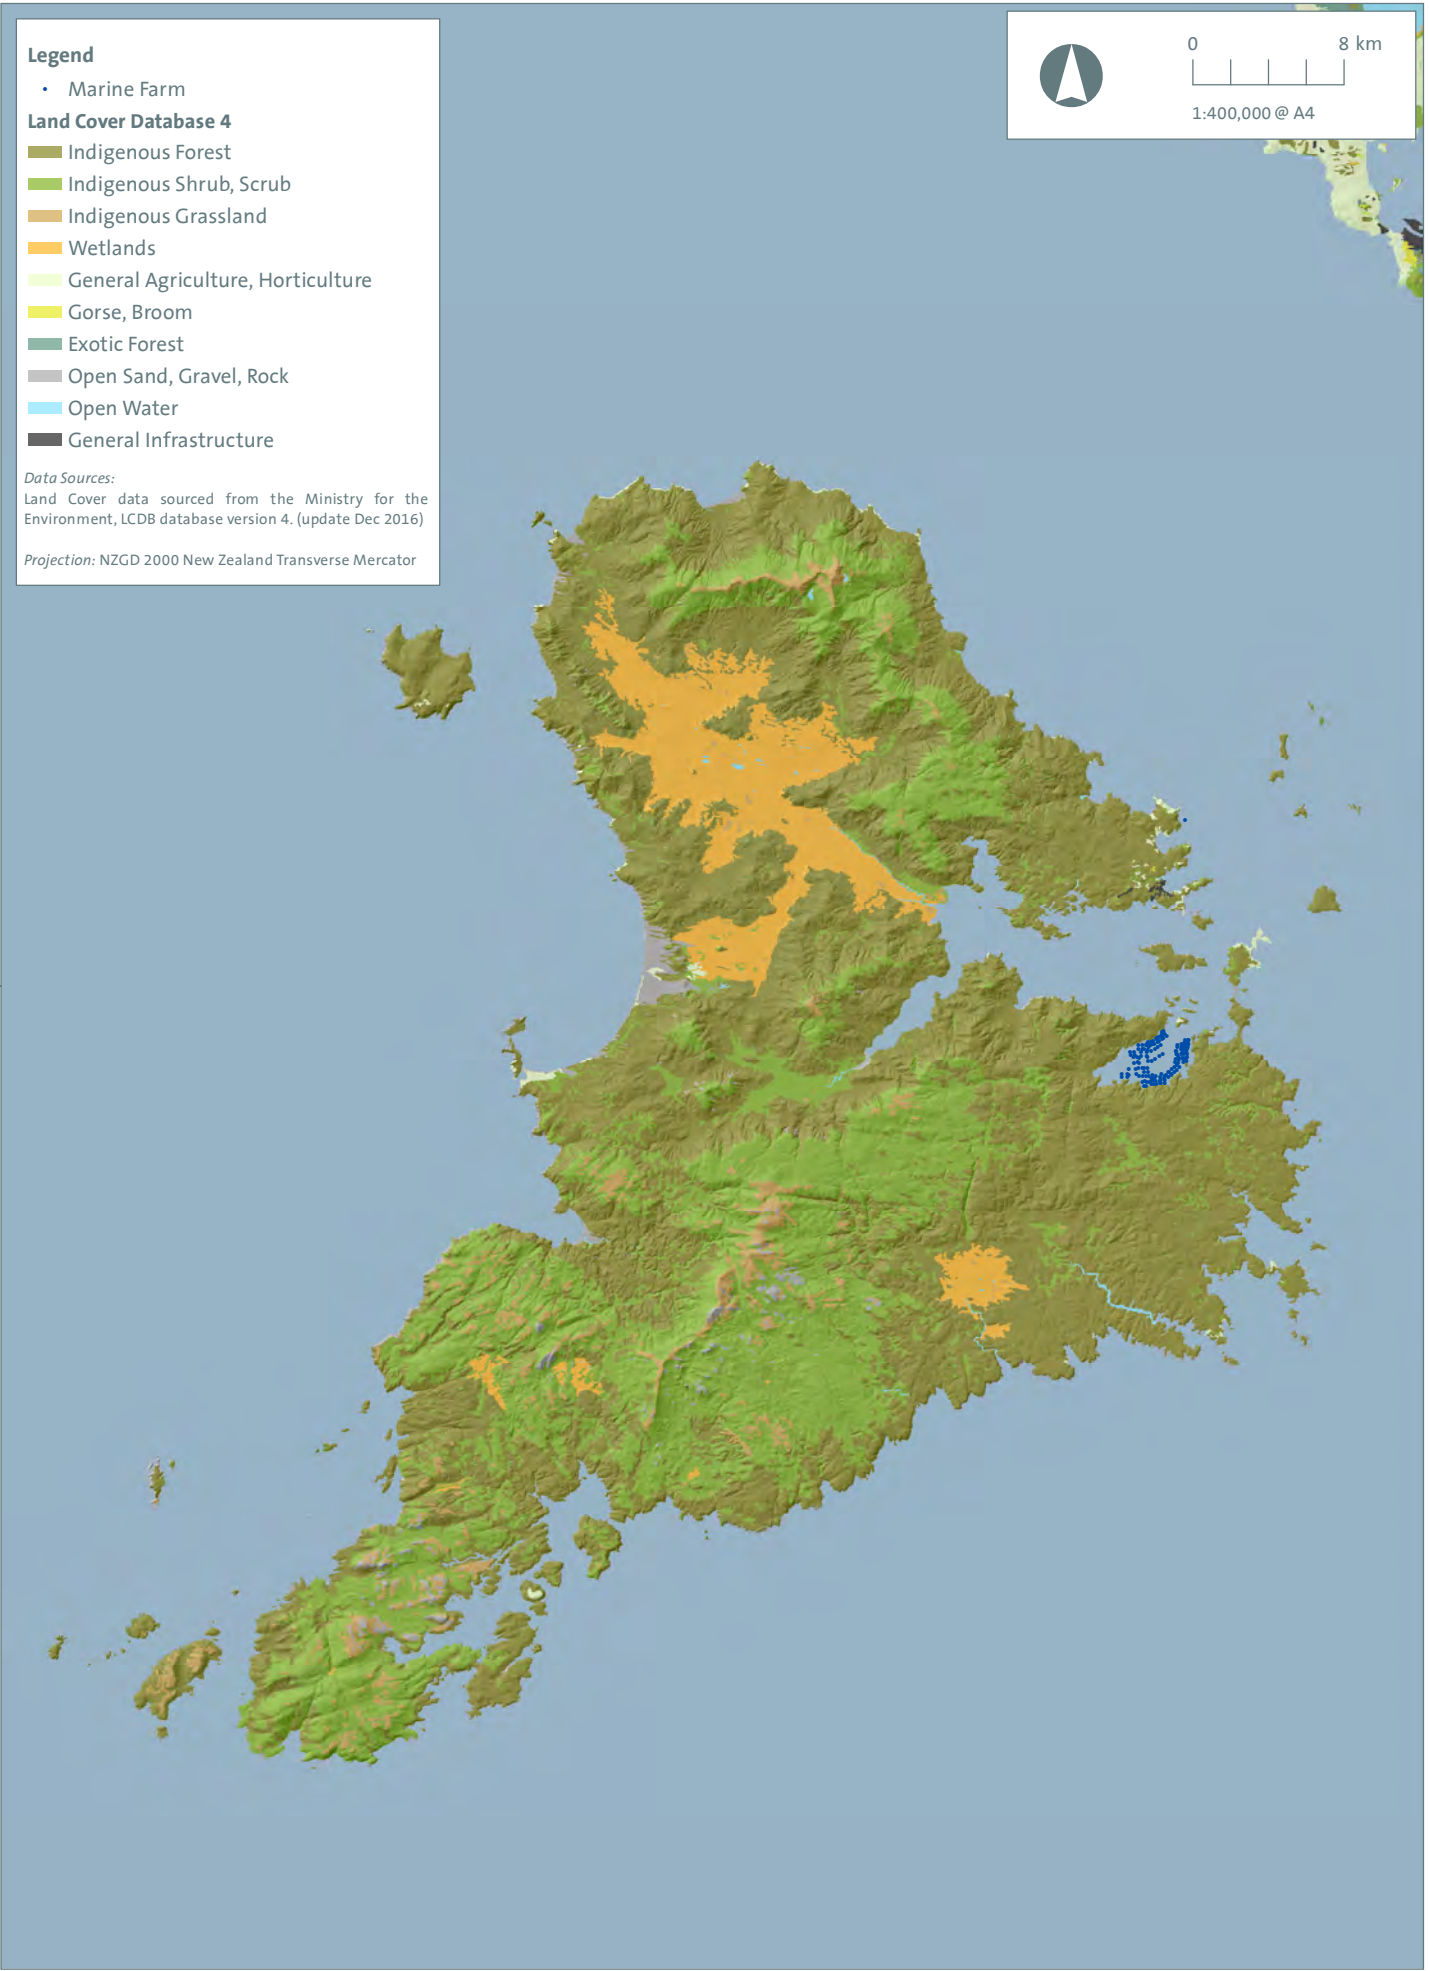 Legend
Marine Farm
Land Cover Database 4
Indigenous Forest
Indigenous Shrub, Scrub
Indigenous Grassland
Wetlands
General Agriculture, Horticulture
Gorse, Broom
Exotic Forest
Open Sand, Gravel, Rock
Open Water
General Infrastructure
Data Sources:
Land Cover data sourced from the Ministry for the
Environment, LCDB database version 4. (update Dec 2016)
Projection: NZGD 2000 New Zealand Transverse Mercator
0 8 km
1:400,000 @ A4